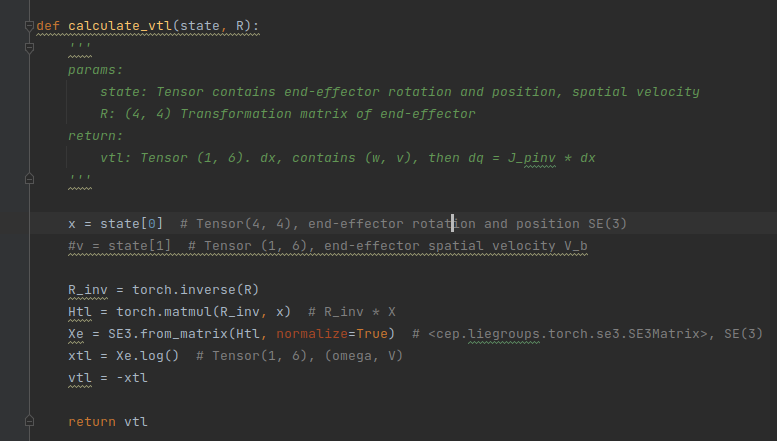 def calculate_vtl(state, R):
    '''
    params:
        state: Tensor contains end-effector rotation and position, spatial velocity
        R: (4, 4) Transformation matrix of end-effector
    return:
        vtl: Tensor (1, 6). dx, contains (w, v), then dq = J_pinv * dx
    '''
    x = state[0]  # Tensor(4, 4), end-effector rotation and position SE(3)
    #v = state[1]  # Tensor (1, 6), end-effector spatial velocity V_b
    R_inv = torch.inverse(R)
    Htl = torch.matmul(R_inv, x)  # R_inv * X
    Xe = SE3.from_matrix(Htl, normalize=True)  # <cep.liegroups.torch.se3.SE3Matrix>, SE(3)
    xtl = Xe.log()  # Tensor(1, 6), (omega, V)
    vtl = -xtl
    return vtl